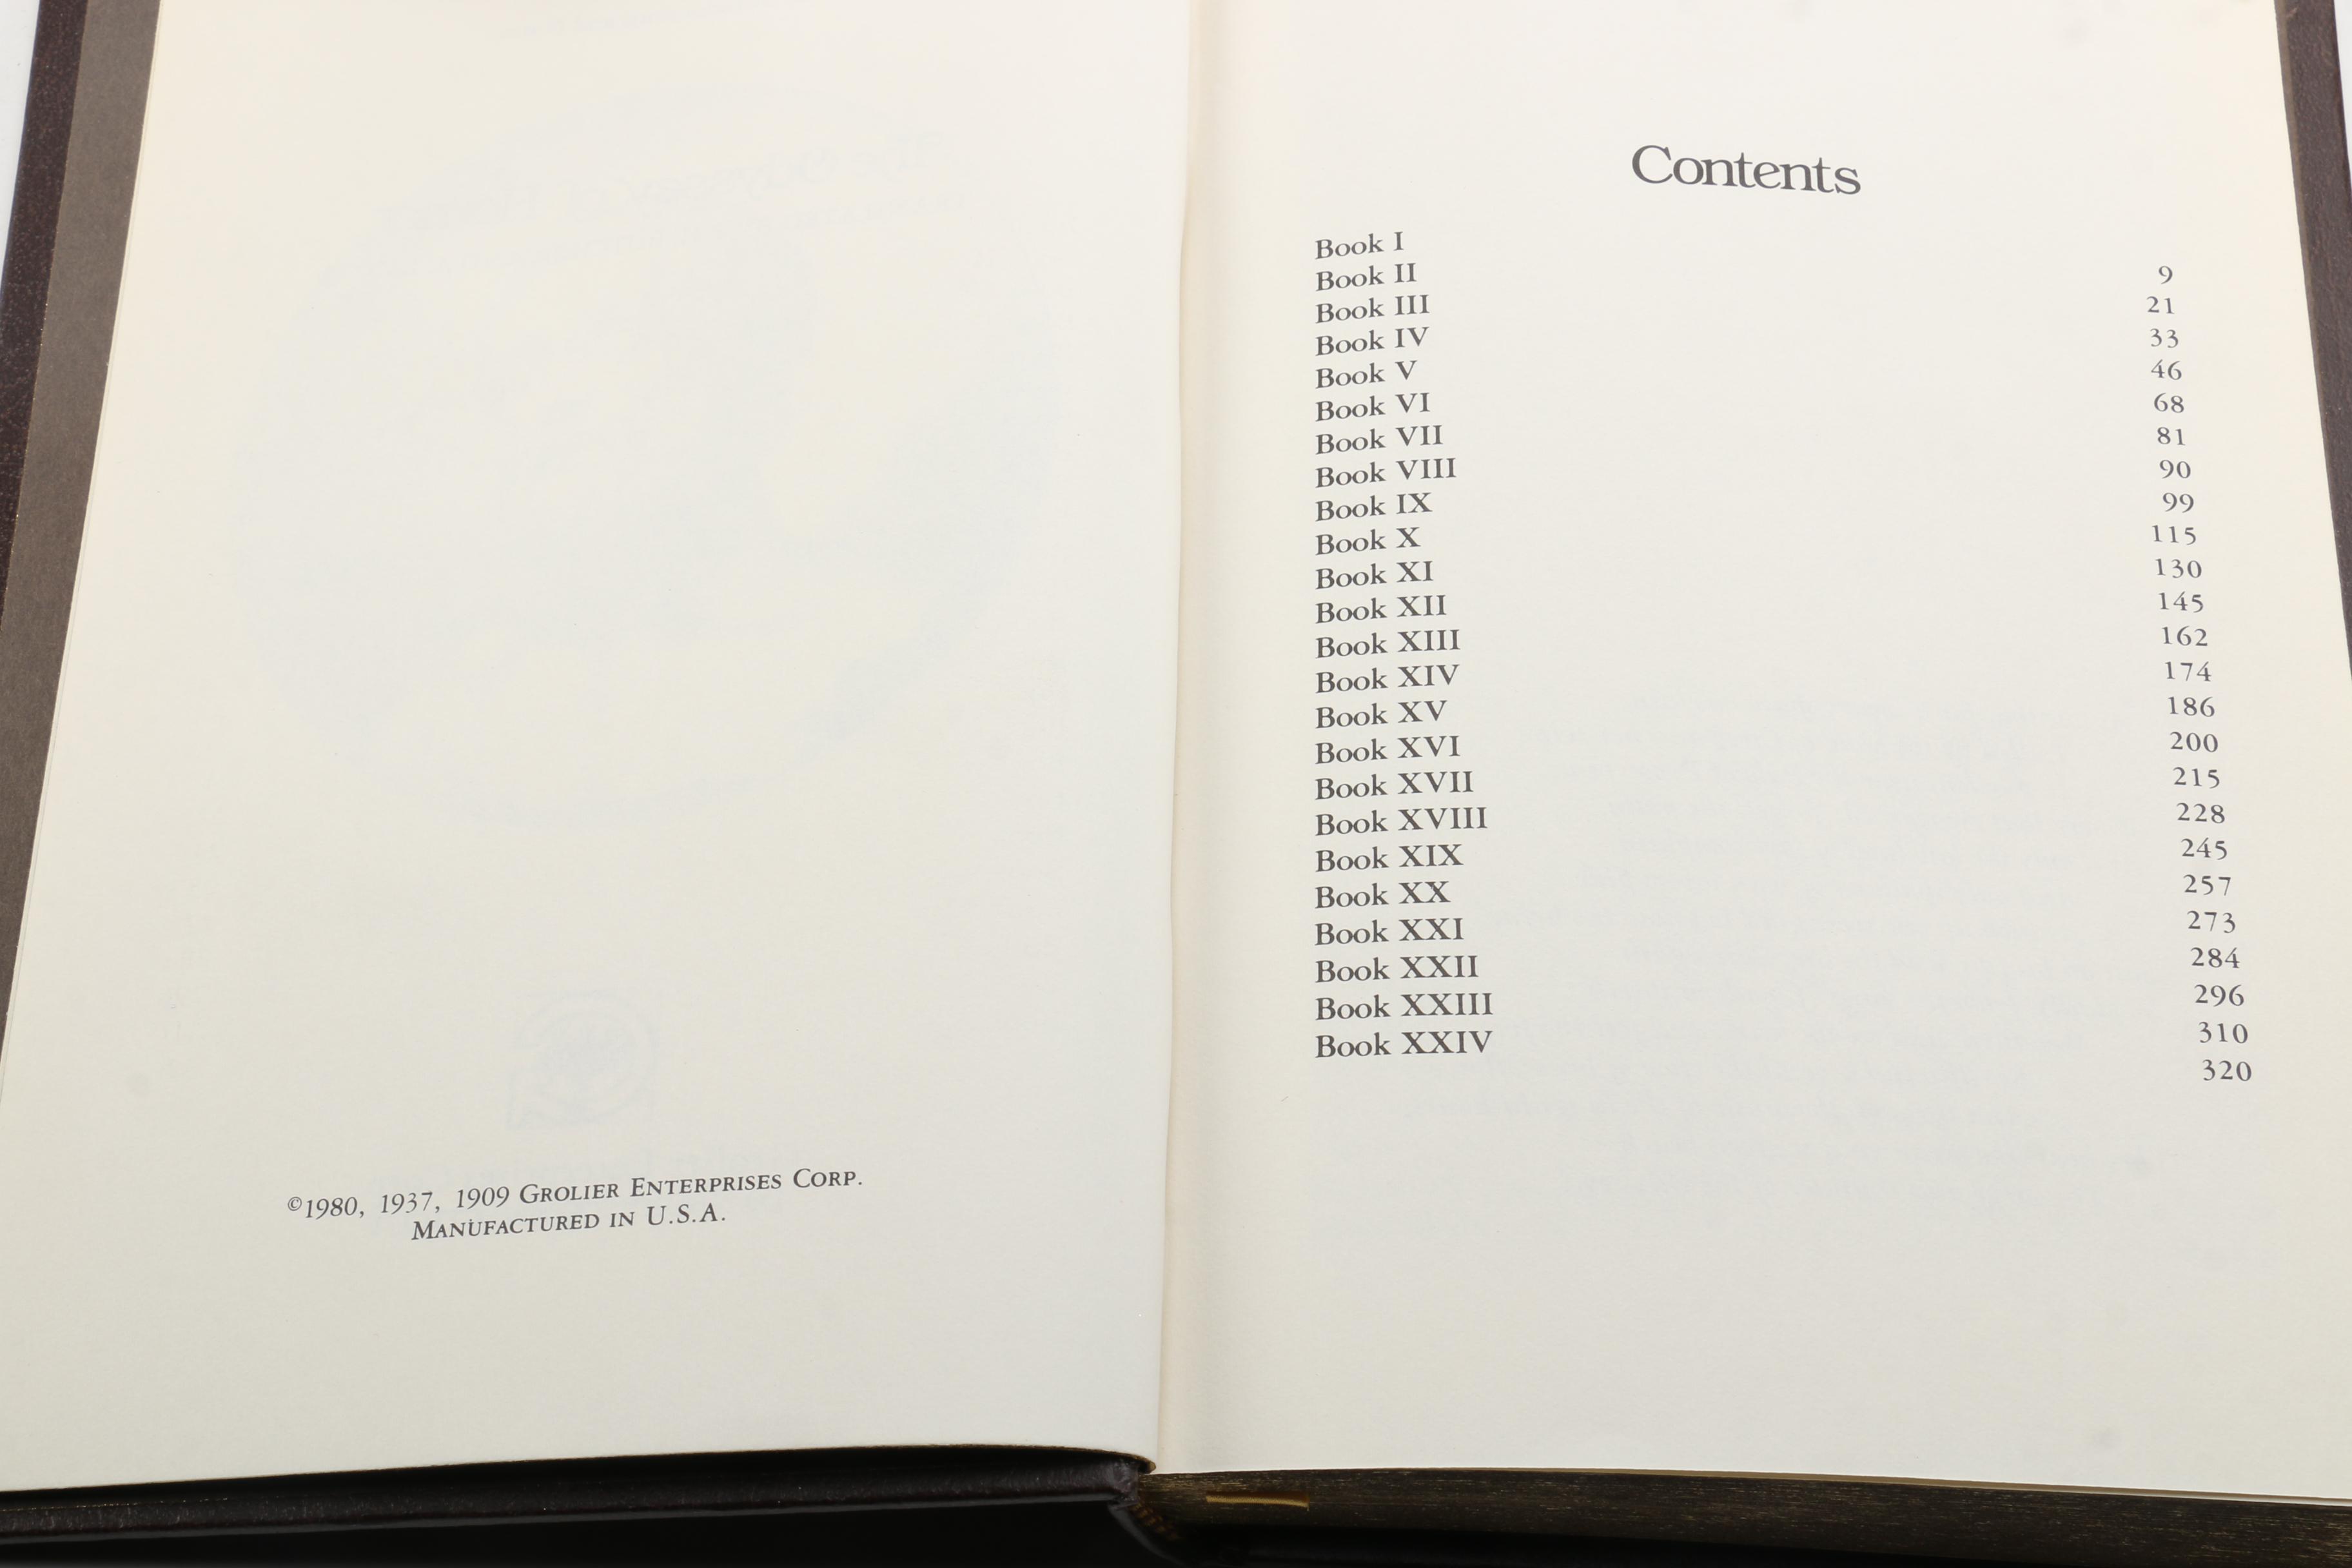 ©1980, 1937, 1909 GROLIER ENTERPRISES CORP.
MANUFACTURED IN U.S.A.
Contents
Book I 9
Book II 21
Book III 33
Book IV 46
Book V 68
Book VI 81
Book VII 90
Book VIII 99
Book IX 115
Book X 130
Book XI 145
Book XII 162
Book XIII 174
Book XIV 186
Book XV 200
Book XVI 215
Book XVII 228
Book XVIII 245
Book XIX 257
Book XX 273
Book XXI 284
Book XXII 296
Book XXIII 310
Book XXIV 320